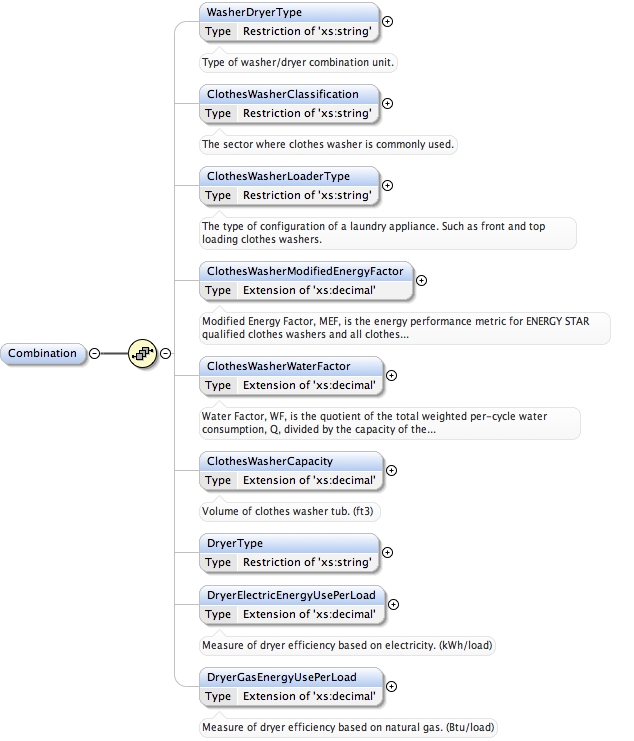 WasherDryerType
Type Restriction of 'xs:string'
Type of washer/dryer combination unit.
ClothesWasherClassification
Type Restriction of 'xs:string'
The sector where clothes washer is commonly used.
ClothesWasherLoaderType
Type Restriction of 'xs:string'
The type of configuration of a laundry appliance. Such as front and top
loading clothes washers.
ClothesWasherModifiedEnergyFactor
Type Extension of 'xs:decimal'
Modified Energy Factor, MEF, is the energy performance metric for ENERGY STAR
qualified clothes washers and all clothes...
Combination
ClothesWasherWaterFactor
Type Extension of 'xs:decimal'
Water Factor, WF, is the quotient of the total weighted per-cycle water
consumption, Q, divided by the capacity of the...
ClothesWasherCapacity
Type Extension of 'xs:decimal'
Volume of clothes washer tub. (ft3)
DryerType
Type Restriction of 'xs:string'
DryerElectricEnergyUsePerLoad
Type Extension of 'xs:decimal'
Measure of dryer efficiency based on electricity. (kWh/load)
DryerGasEnergyUsePerLoad
Type Extension of 'xs:decimal'
Measure of dryer efficiency based on natural gas. (Btu/load)